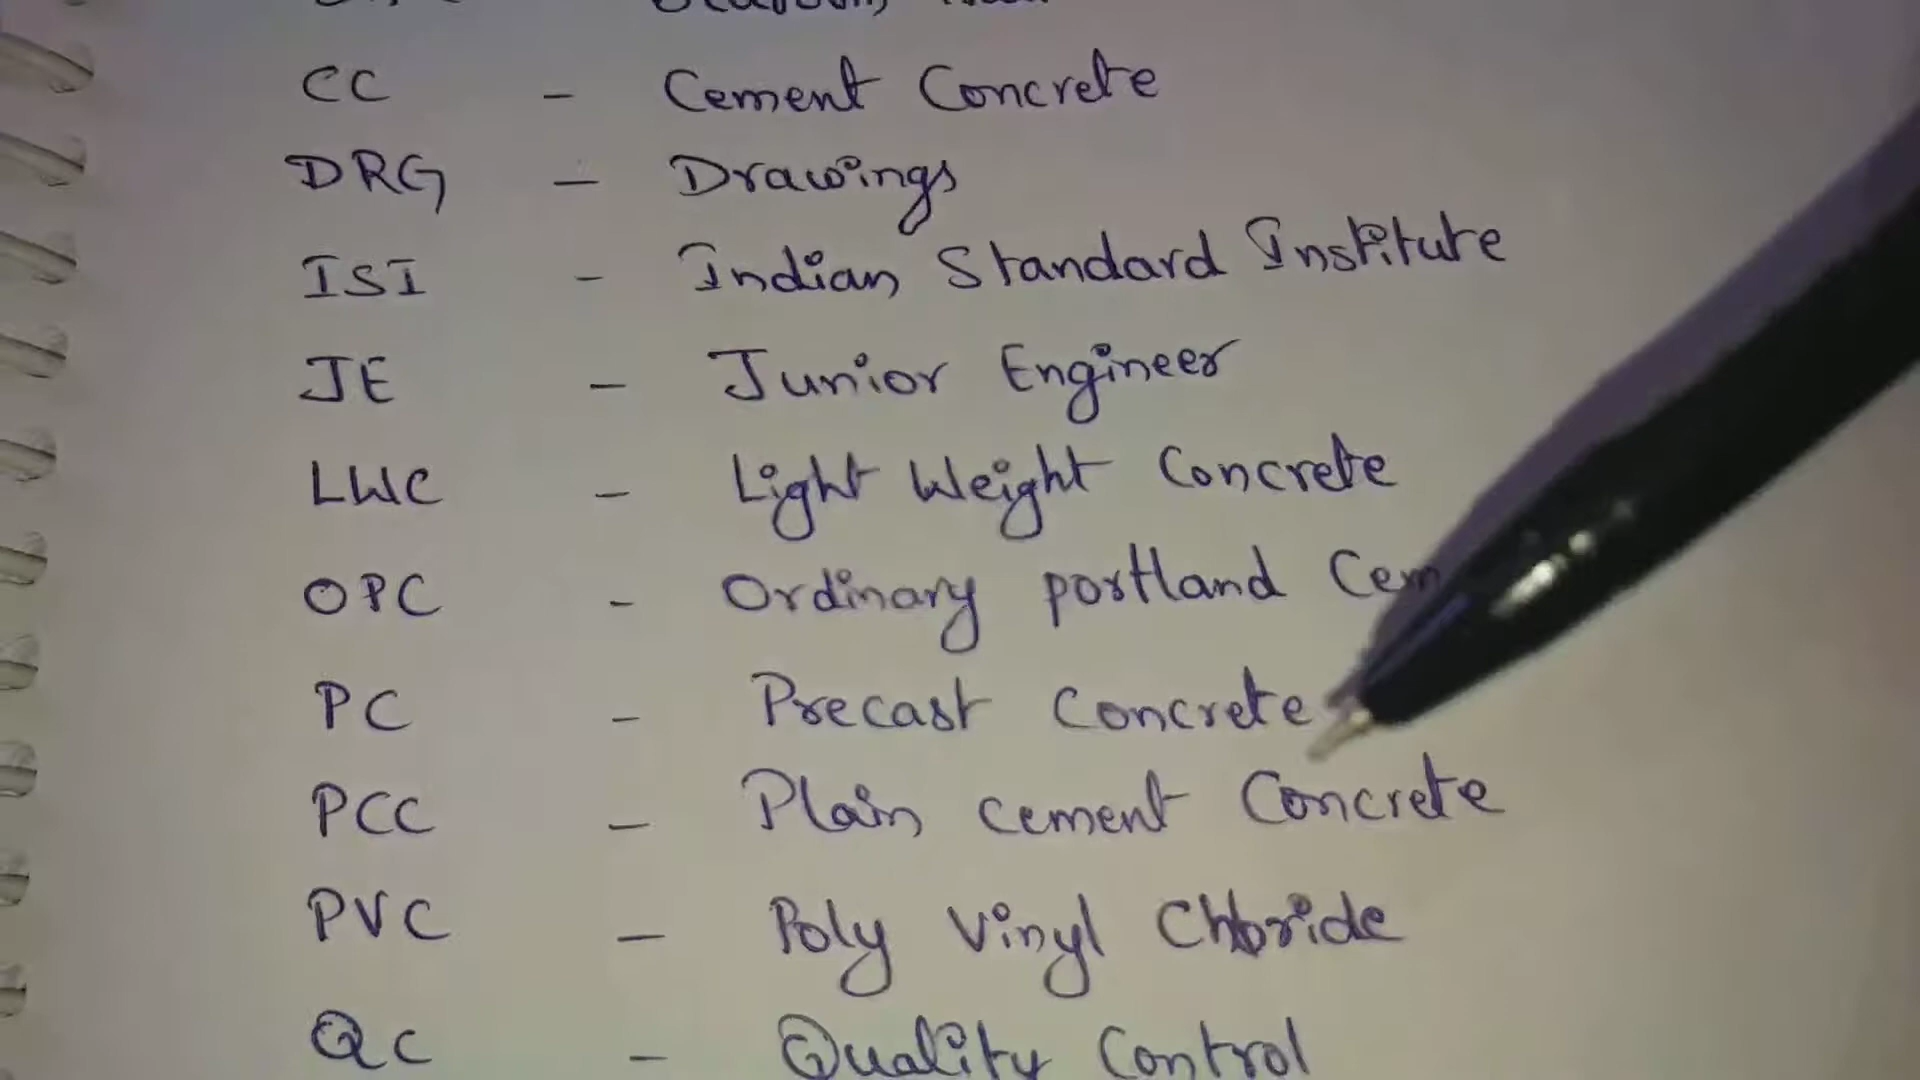 CC - Cement Concrete
DRG - Drawings
ISI - Indian Standard Institute
JE - Junior Engineer
LWC - Light Weight Concrete
OPC - Ordinary portland Cem
PC - Precast Concrete
PCC - Plain cement Concrete
PVC - Poly Vinyl Chloride
QC - Quality Control